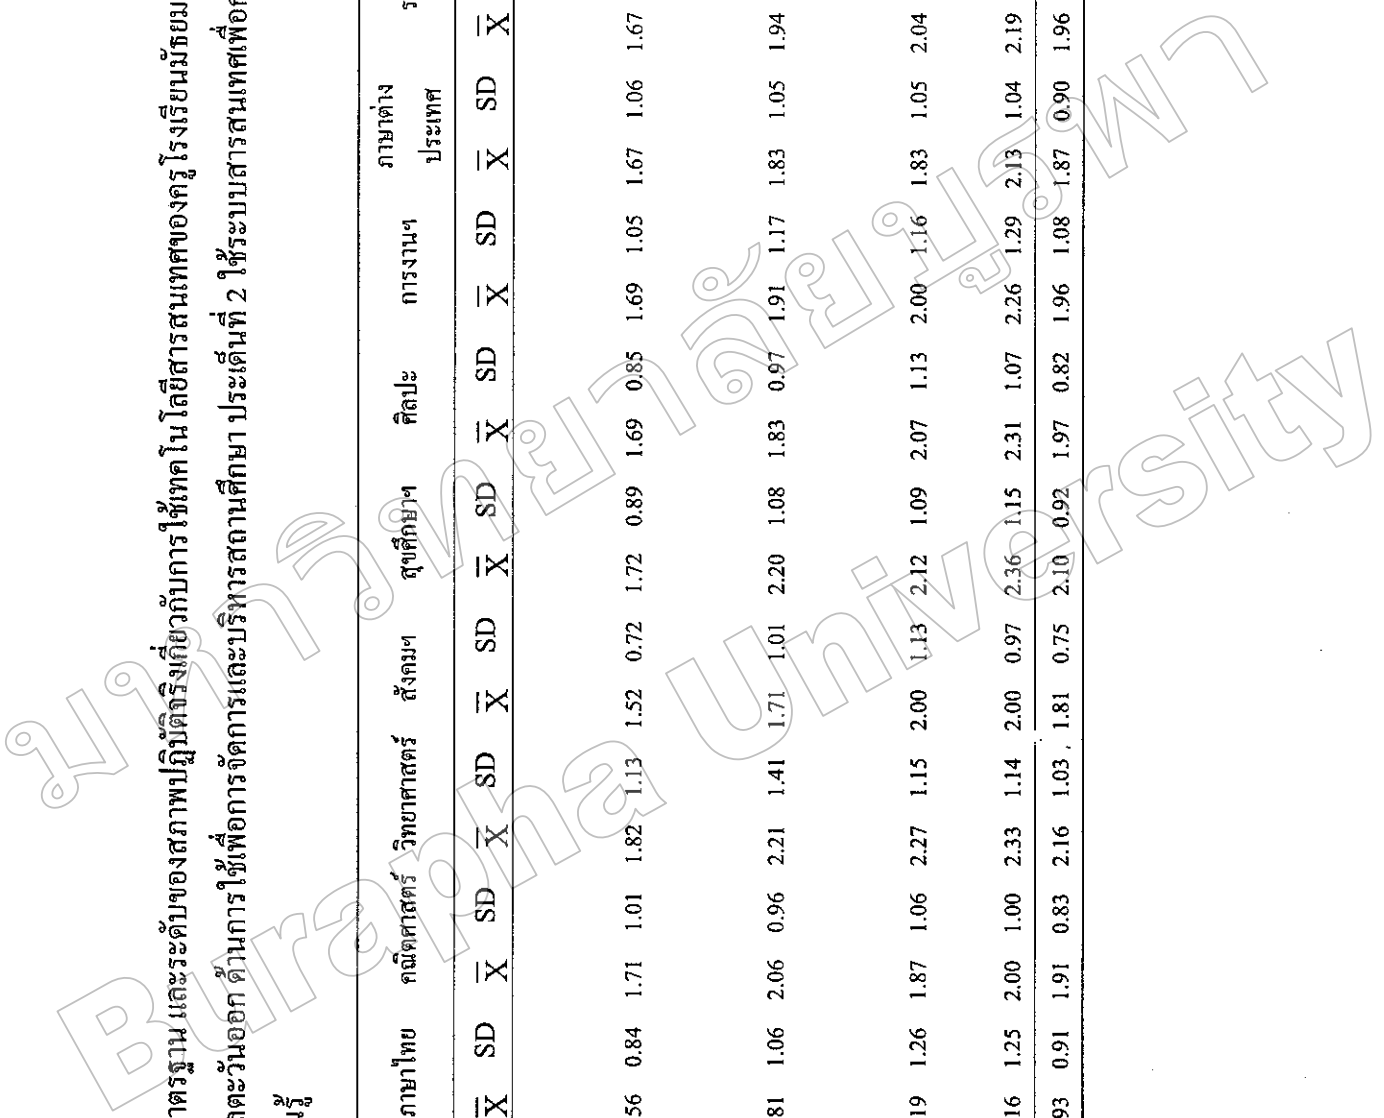 าตรฐาน และระดับของสภาพปฏิบัติจริงเกี่ยวกับการใช้เทคโนโลยีสารสนเทศของครูโรงเรียนมัธยม
าคตะวันออก ด้านการใช้เพื่อการจัดการและบริหารสถานศึกษา ประเด็นที่ 2 ใช้ระบบสารสนเทศเพื่อก
นรู้
ภาษาไทย คณิตศาสตร์ วิทยาศาสตร์ สังคมฯ สุขศึกษาฯ ศิลปะ การงานฯ ภาษาต่าง ประเทศ ร
X̅ SD X̅ SD X̅ SD X̅ SD X̅ SD X̅ SD X̅ SD X̅ SD X̅
56 0.84 1.71 1.01 1.82 1.13 1.52 0.72 1.72 0.89 1.69 0.85 1.69 1.05 1.67 1.06 1.67
81 1.06 2.06 0.96 2.21 1.41 1.71 1.01 2.20 1.08 1.83 0.97 1.91 1.17 1.83 1.05 1.94
19 1.26 1.87 1.06 2.27 1.15 2.00 1.13 2.12 1.09 2.07 1.13 2.00 1.16 1.83 1.05 2.04
16 1.25 2.00 1.00 2.33 1.14 2.00 0.97 2.36 1.15 2.31 1.07 2.26 1.29 2.13 1.04 2.19
93 0.91 1.91 0.83 2.16 1.03 1.81 0.75 2.10 0.92 1.97 0.82 1.96 1.08 1.87 0.90 1.96
มหาวิทยาลัยบูรพา
Burapha University